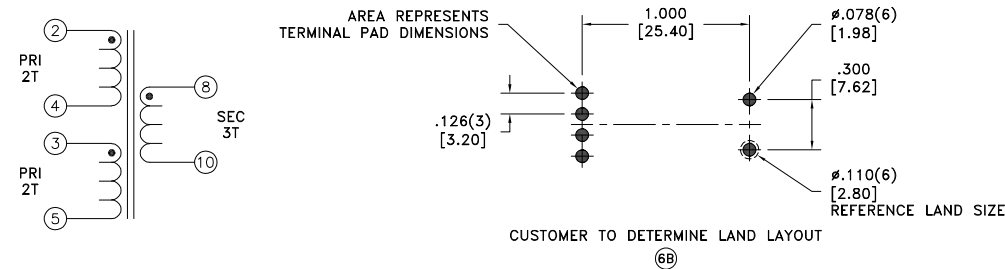 2
PRI
2T
4
3
PRI
2T
5
8
SEC
3T
10
AREA REPRESENTS
TERMINAL PAD DIMENSIONS
1.000
[25.40]
ø.078(6)
[1.98]
.300
[7.62]
.126(3)
[3.20]
ø.110(6)
[2.80]
REFERENCE LAND SIZE
CUSTOMER TO DETERMINE LAND LAYOUT
6B